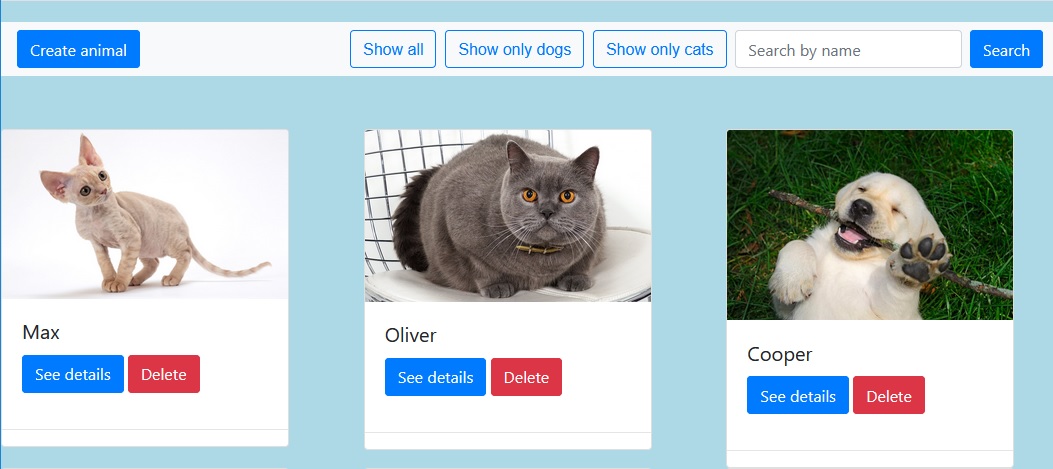 Create animal
Show all
Show only dogs
Show only cats
Search by name
Search
Max
See details
Delete
Oliver
See details
Delete
Cooper
See details
Delete